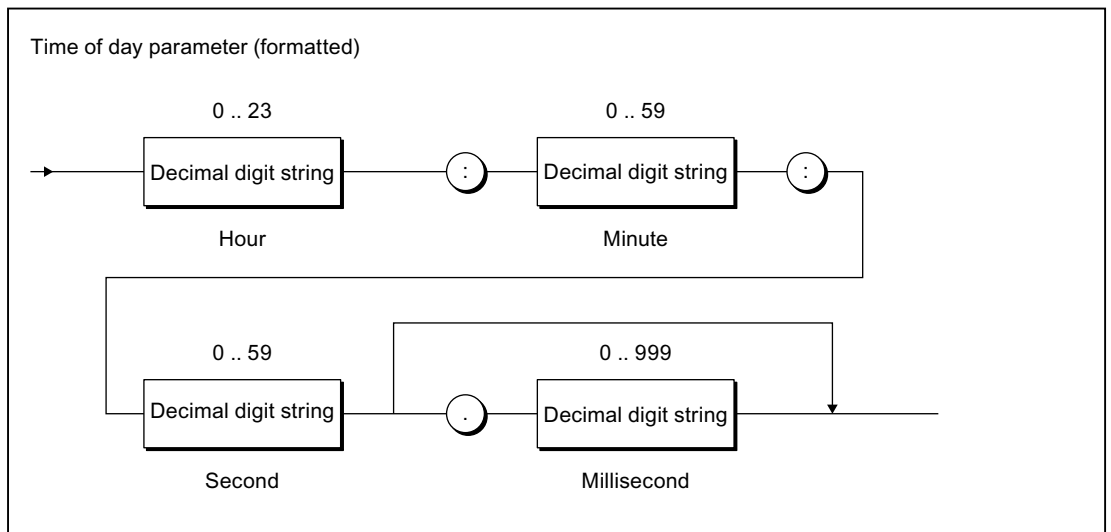 Time of day parameter (formatted)
0 .. 23
0 .. 59
Decimal digit string
:
Decimal digit string
:
Hour
Minute
0 .. 59
0 .. 999
Decimal digit string
.
Decimal digit string
Second
Millisecond